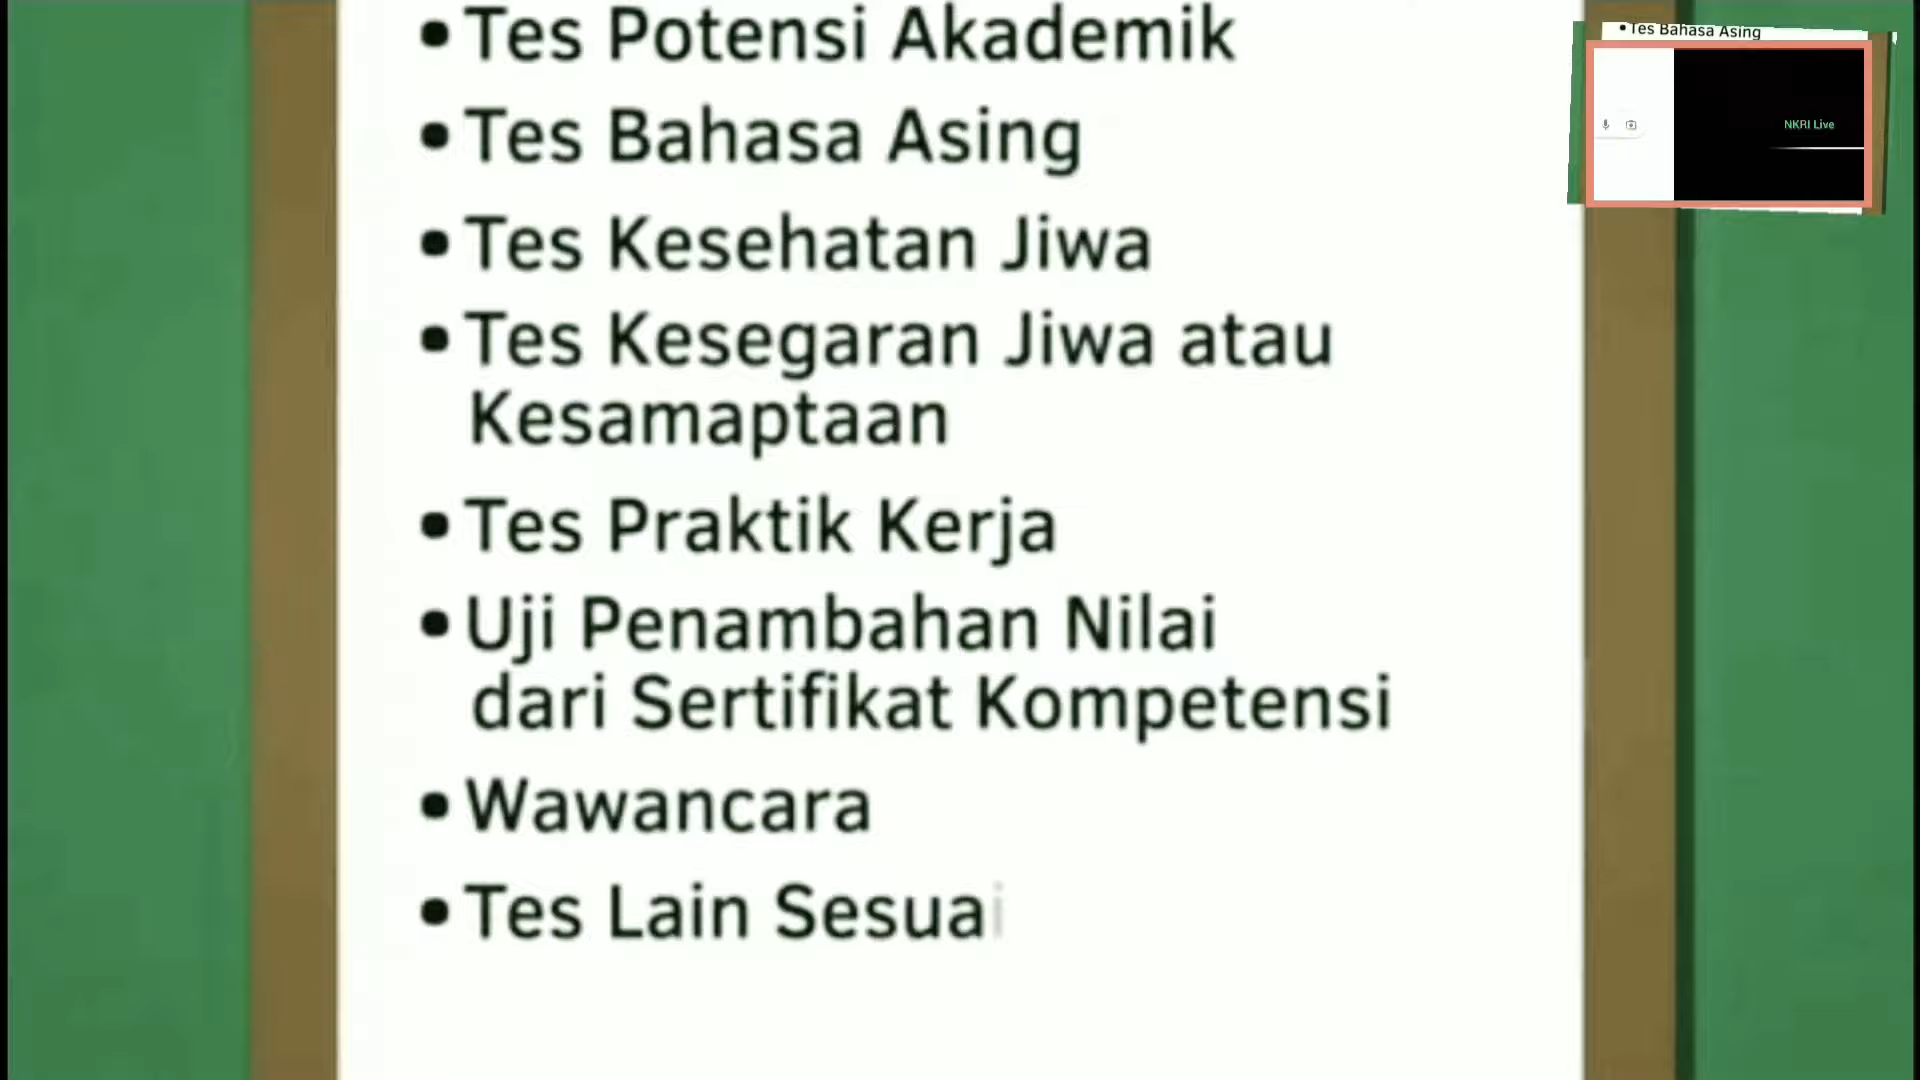 • Tes Potensi Akademik
• Tes Bahasa Asing
• Tes Kesehatan Jiwa
• Tes Kesegaran Jiwa atau
Kesamaptaan
• Tes Praktik Kerja
• Uji Penambahan Nilai
dari Sertifikat Kompetensi
• Wawancara
• Tes Lain Sesuai
• Tes Bahasa Asing
NKRI Live